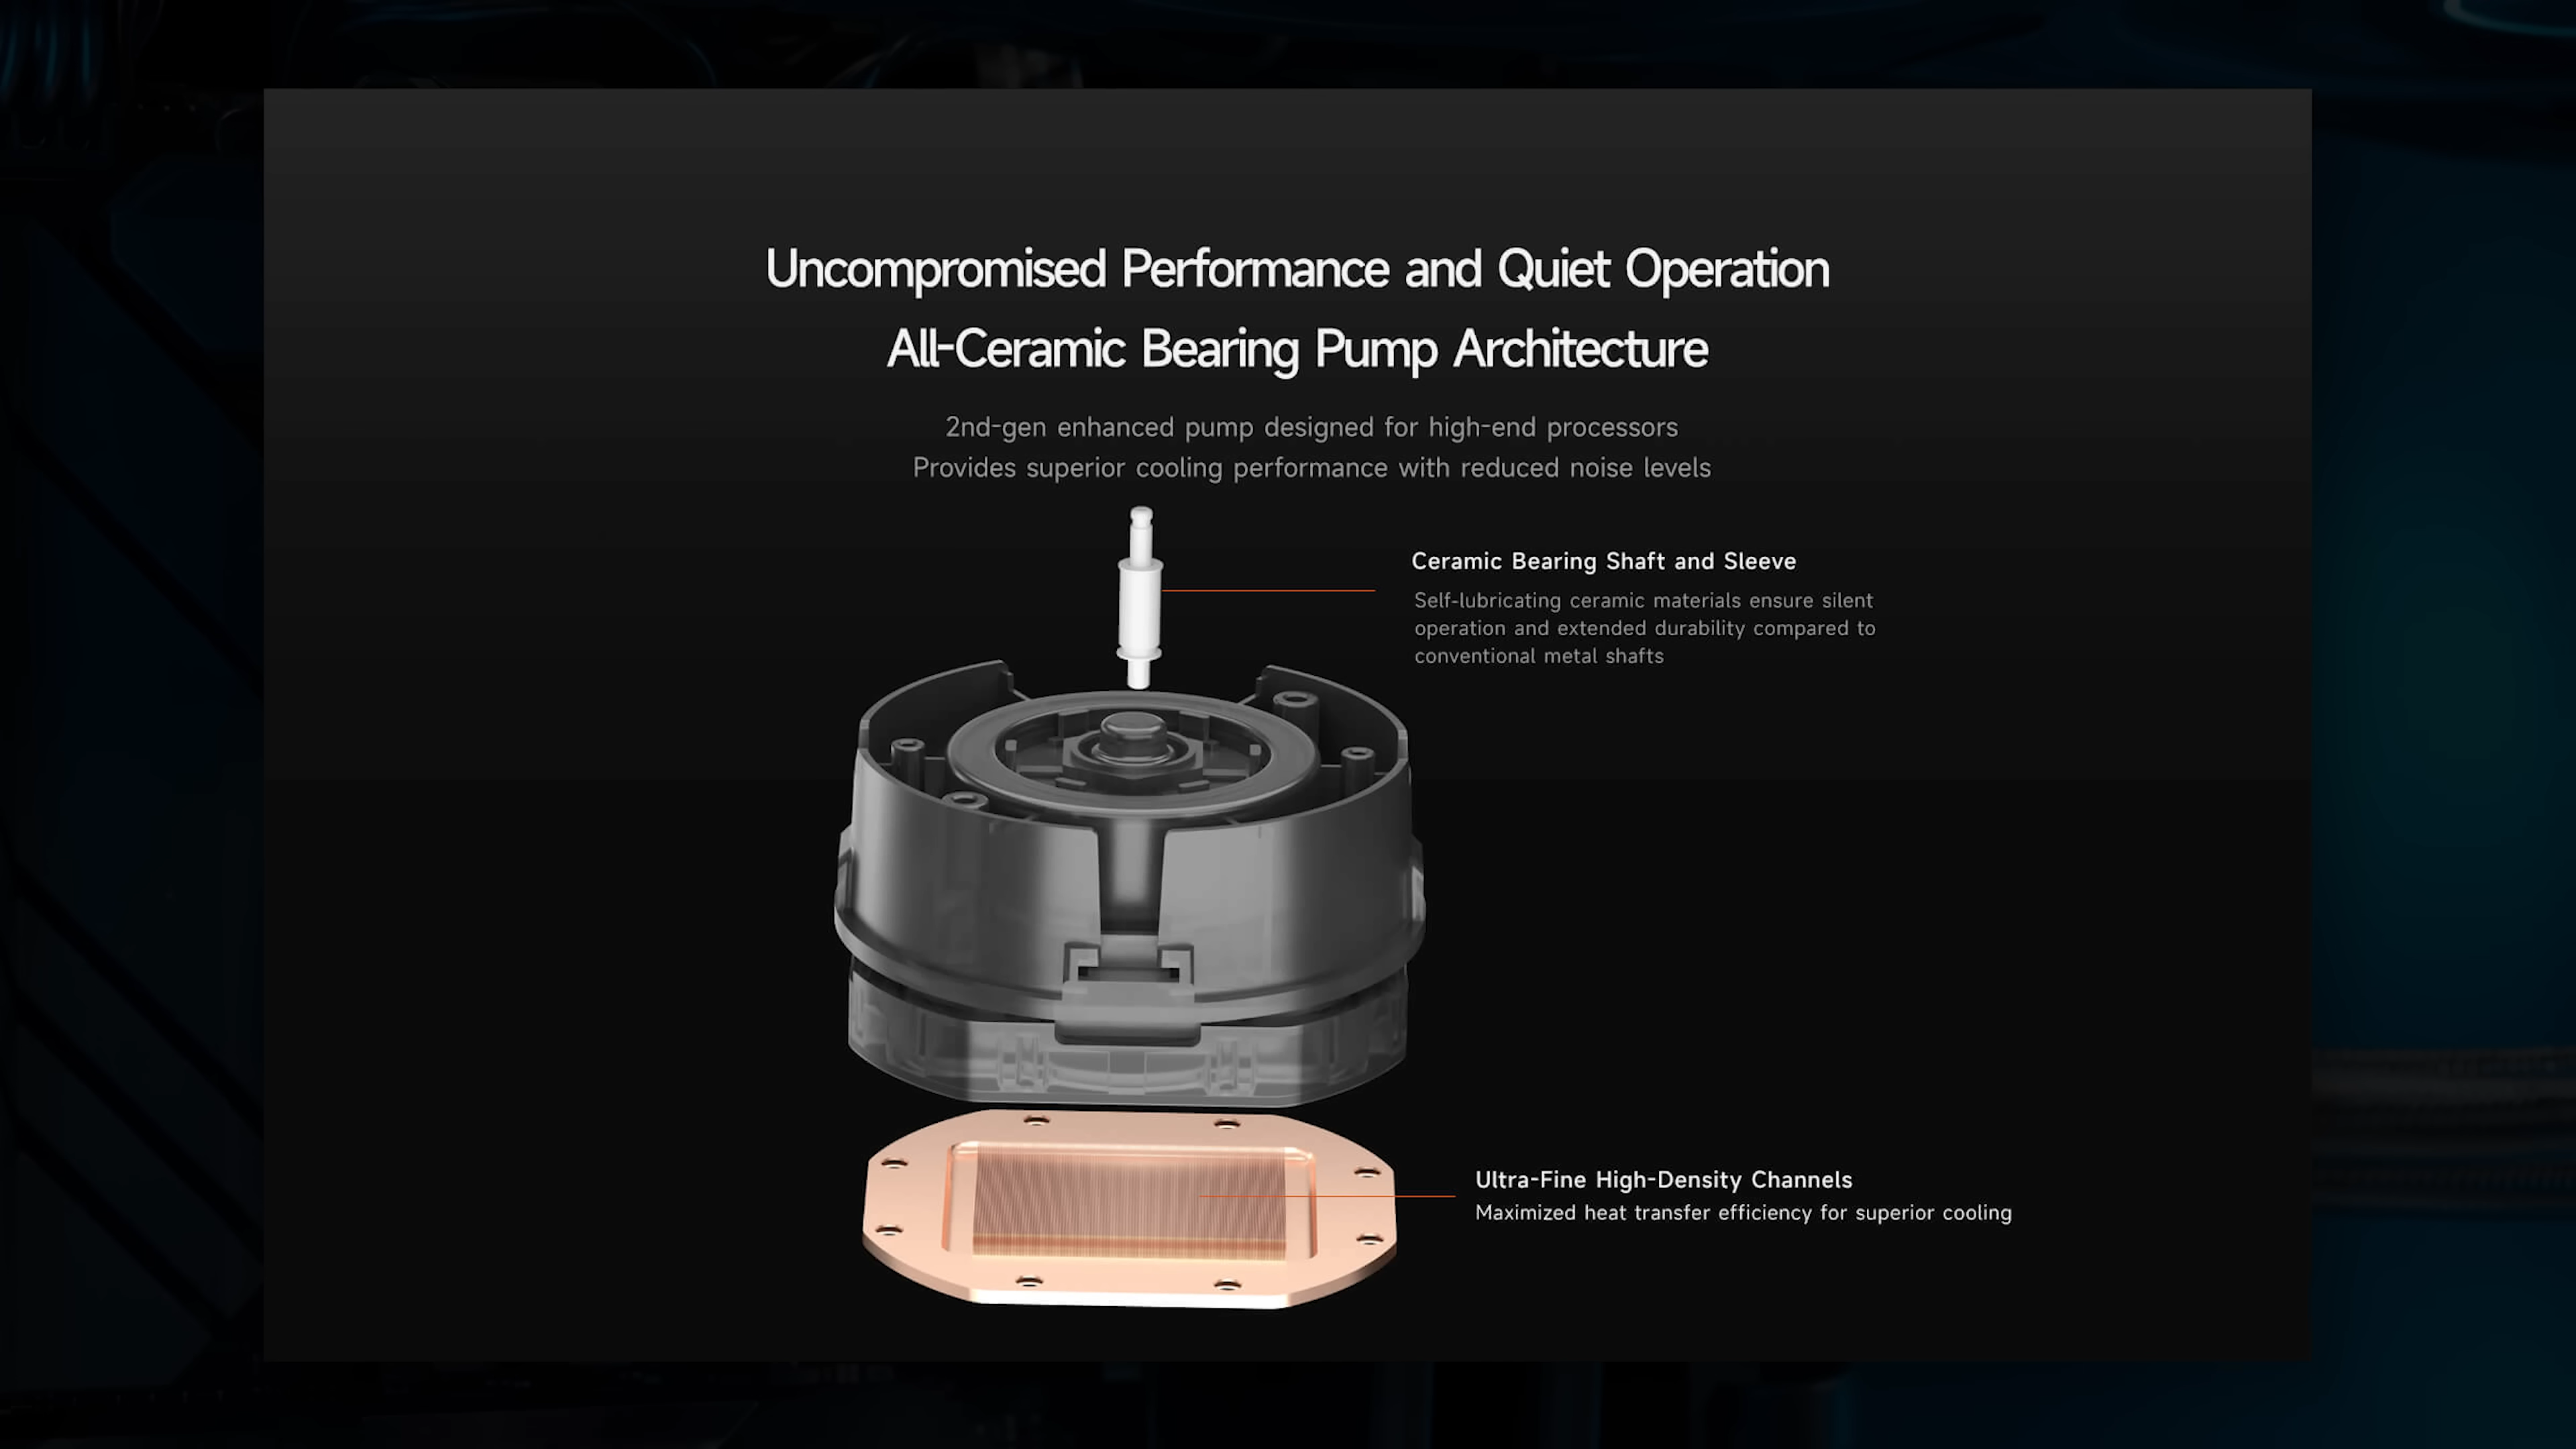 Uncompromised Performance and Quiet Operation
All-Ceramic Bearing Pump Architecture
2nd-gen enhanced pump designed for high-end processors
Provides superior cooling performance with reduced noise levels
Ceramic Bearing Shaft and Sleeve
Self-lubricating ceramic materials ensure silent
operation and extended durability compared to
conventional metal shafts
Ultra-Fine High-Density Channels
Maximized heat transfer efficiency for superior cooling